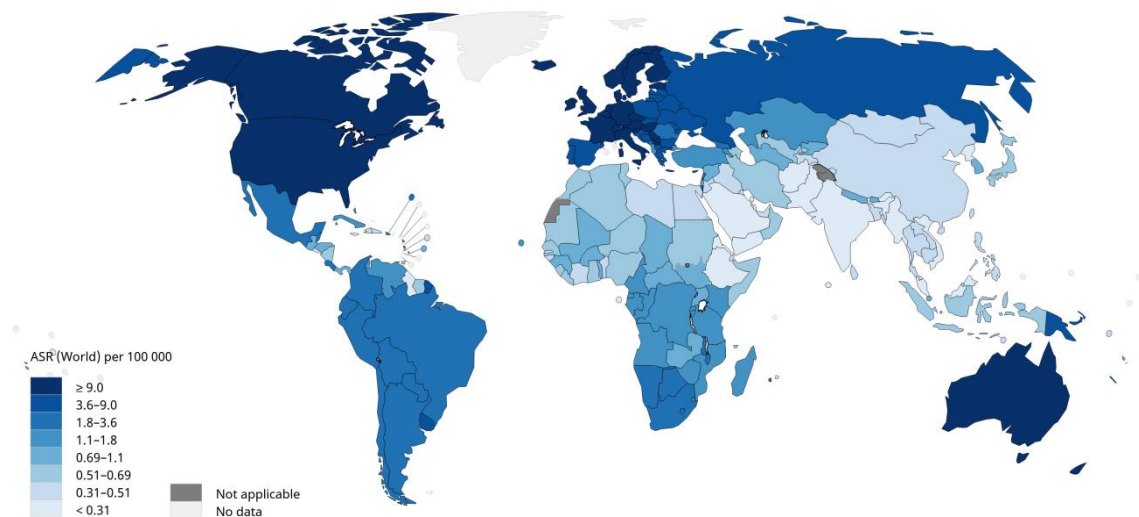 ASR (World) per 100 000
≥ 9.0
3.6–9.0
1.8–3.6
1.1–1.8
0.69–1.1
0.51–0.69
0.31–0.51
< 0.31
Not applicable
No data